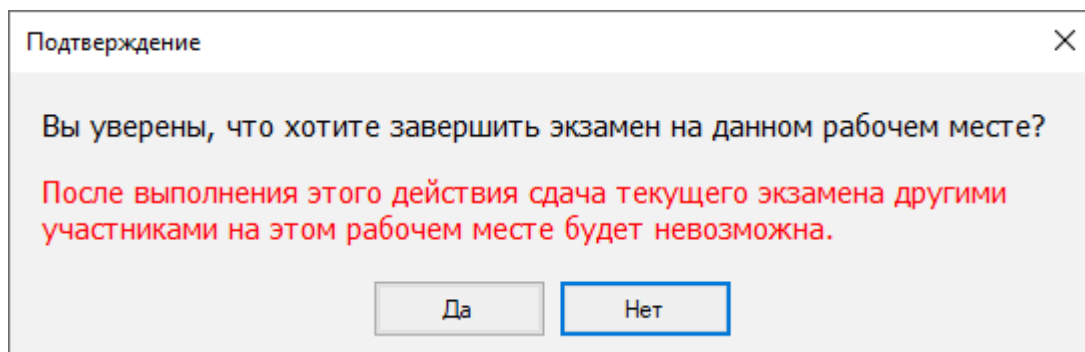 Подтверждение
Вы уверены, что хотите завершить экзамен на данном рабочем месте?
После выполнения этого действия сдача текущего экзамена другими
участниками на этом рабочем месте будет невозможна.
Да
Нет